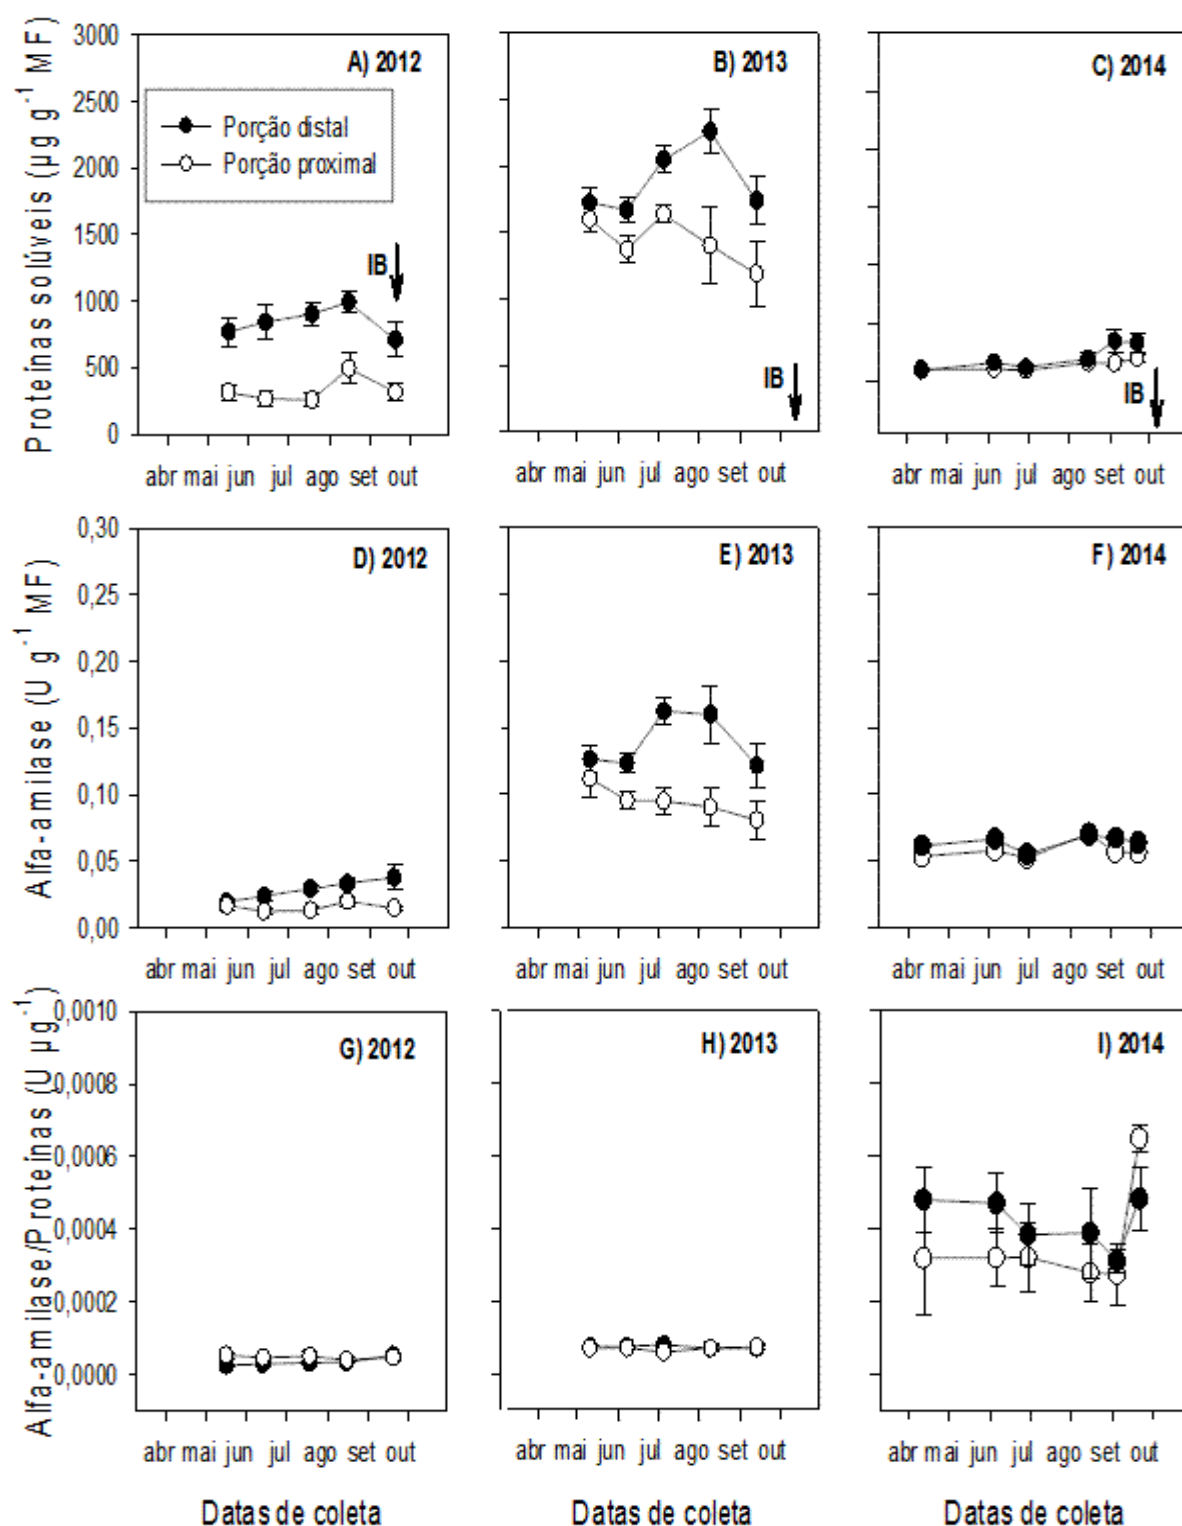 Proteínas solúveis (µg g⁻¹ MF)
3000
2500
2000
1500
1000
500
0
A) 2012
Porção distal
Porção proximal
IB
abr mai jun jul ago set out
B) 2013
IB
abr mai jun jul ago set out
C) 2014
IB
abr mai jun jul ago set out
Alfa-amilase (U g⁻¹ MF)
0,30
0,25
0,20
0,15
0,10
0,05
0,00
D) 2012
abr mai jun jul ago set out
E) 2013
abr mai jun jul ago set out
F) 2014
abr mai jun jul ago set out
Alfa-amilase/Proteínas (U µg⁻¹)
0,0010
0,0008
0,0006
0,0004
0,0002
0,0000
G) 2012
abr mai jun jul ago set out
Datas de coleta
H) 2013
abr mai jun jul ago set out
Datas de coleta
I) 2014
abr mai jun jul ago set out
Datas de coleta